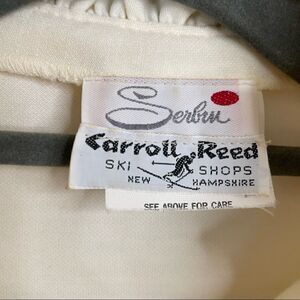 Serbin
Carroll Reed
SKI SHOPS
NEW HAMPSHIRE
SEE ABOVE FOR CARE